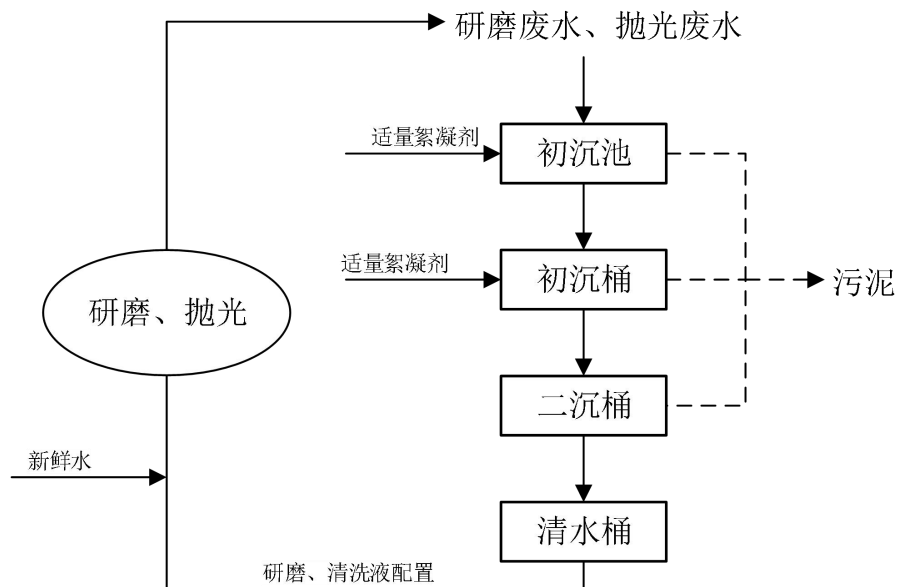 研磨废水、抛光废水
适量絮凝剂
初沉池
适量絮凝剂
初沉桶
污泥
研磨、抛光
二沉桶
新鲜水
清水桶
研磨、清洗液配置